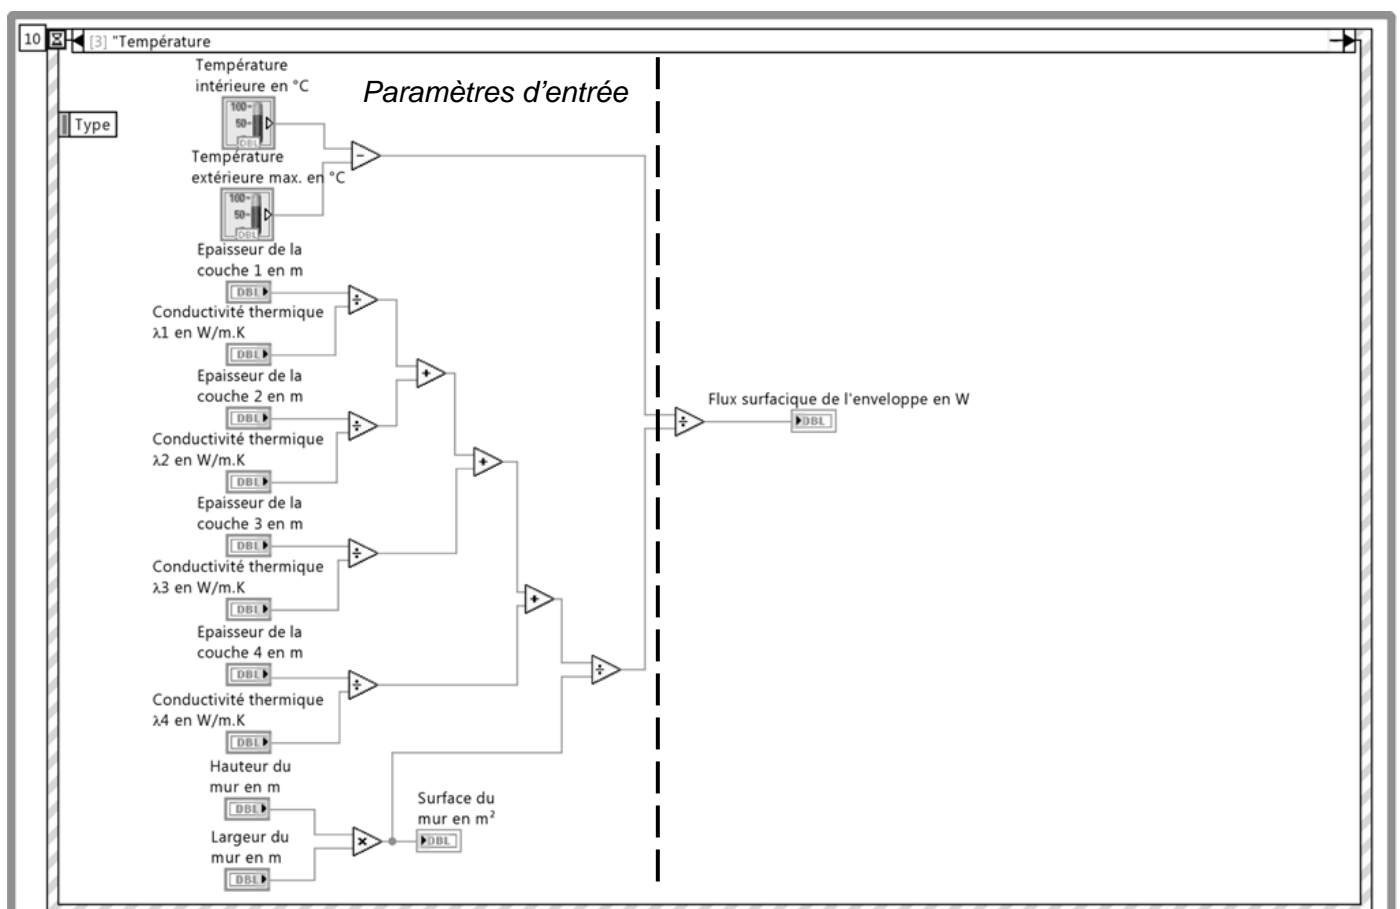 10
[3] "Température
Température
intérieure en °C
Paramètres d'entrée
100-
50-
DBL
Type
Température
extérieure max. en °C
100-
50-
DBL
Epaisseur de la
couche 1 en m
DBL
Conductivité thermique
λ1 en W/m.K
DBL
Epaisseur de la
couche 2 en m
DBL
Conductivité thermique
λ2 en W/m.K
DBL
Epaisseur de la
couche 3 en m
DBL
Conductivité thermique
λ3 en W/m.K
DBL
Epaisseur de la
couche 4 en m
DBL
Conductivité thermique
λ4 en W/m.K
DBL
Hauteur du
mur en m
DBL
Largeur du
mur en m
DBL
Surface du
mur en m²
DBL
Flux surfacique de l'enveloppe en W
DBL